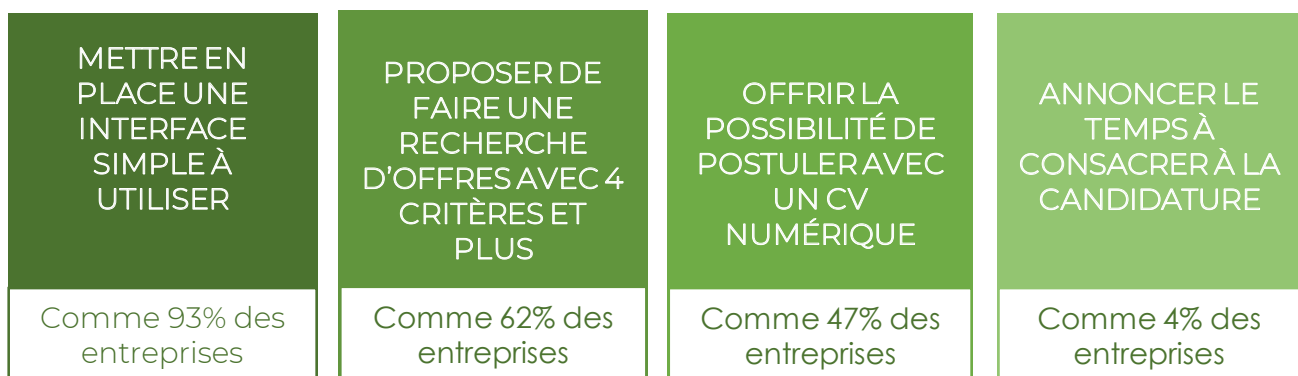 METTRE EN
PLACE UNE
INTERFACE
SIMPLE À
UTILISER
Comme 93% des
entreprises
PROPOSER DE
FAIRE UNE
RECHERCHE
D'OFFRES AVEC 4
CRITÈRES ET
PLUS
Comme 62% des
entreprises
OFFRIR LA
POSSIBILITÉ DE
POSTULER AVEC
UN CV
NUMÉRIQUE
Comme 47% des
entreprises
ANNONCER LE
TEMPS À
CONSACRER À LA
CANDIDATURE
Comme 4% des
entreprises